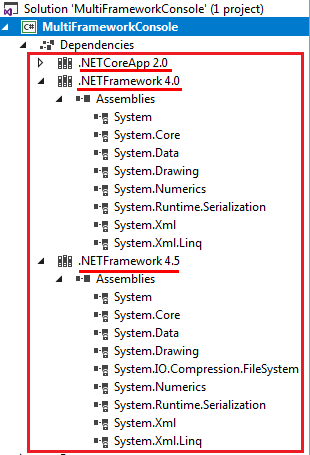 Solution 'MultiFrameworkConsole' (1 project)
C# MultiFrameworkConsole
Dependencies
.NETCoreApp 2.0
.NETFramework 4.0
Assemblies
System
System.Core
System.Data
System.Drawing
System.Numerics
System.Runtime.Serialization
System.Xml
System.Xml.Linq
.NETFramework 4.5
Assemblies
System
System.Core
System.Data
System.Drawing
System.IO.Compression.FileSystem
System.Numerics
System.Runtime.Serialization
System.Xml
System.Xml.Linq